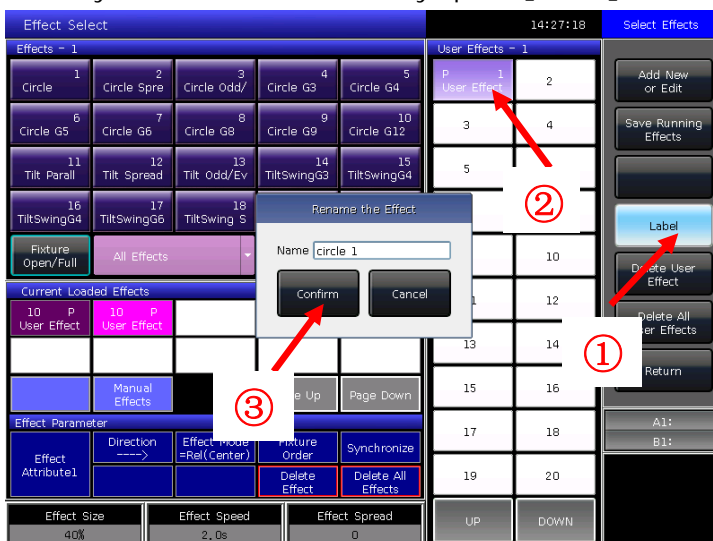 Effect Select
14:27:18
Select Effects
Effects - 1
User Effects - 1
1
Circle
2
Circle Spre
3
Circle Odd/
4
Circle G3
5
Circle G4
6
Circle G5
7
Circle G6
8
Circle G8
9
Circle G9
10
Circle G12
11
Tilt Parall
12
Tilt Spread
13
Tilt Odd/Ev
14
TiltSwingG3
15
TiltSwingG4
16
TiltSwingG4
17
TiltSwingG6
18
TiltSwing S
Fixture
Open/Full
All Effects
Rename the Effect
Name circle 1
Confirm
Cancel
Current Loaded Effects
10 P
User Effect
10 P
User Effect
Manual
Effects
e Up
Page Down
Effect Parameter
Effect
Attribute1
Direction
---->
Effect Mode
=Rel(Center)
Fixture
Order
Synchronize
Delete
Effect
Delete All
Effects
Effect Size
40%
Effect Speed
2.0s
Effect Spread
0
P 1
User Effect
2
3
4
5
10
12
13
14
15
16
17
18
19
20
UP
DOWN
Add New
or Edit
Save Running
Effects
Label
Delete User
Effect
Delete All
User Effects
Return
A1:
B1:
①
②
③